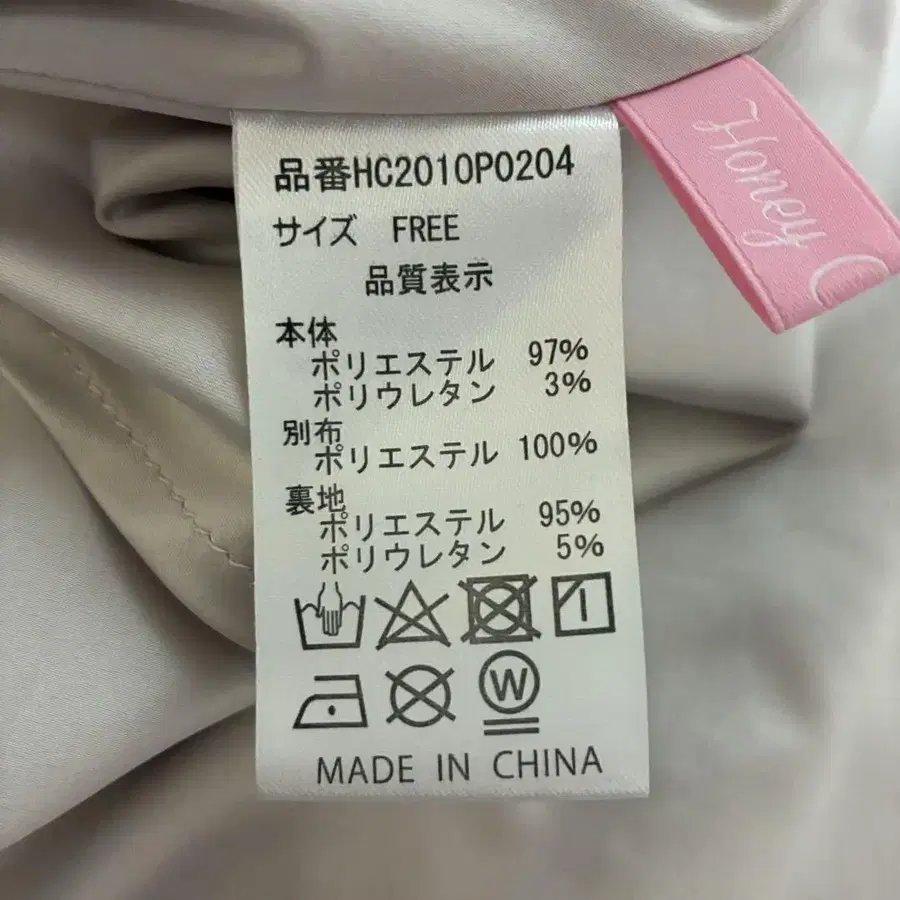 品番HC2010P0204
サイズ FREE
品質表示
本体
ポリエステル 97%
ポリウレタン 3%
別布
ポリエステル 100%
裏地
ポリエステル 95%
ポリウレタン 5%
W
MADE IN CHINA
Honey C